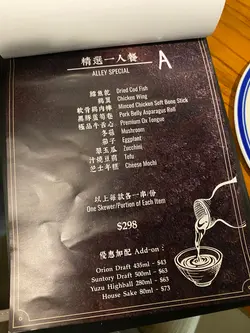 精選一人餐 A
ALLEY SPECIAL
鱈魚乾 Dried Cod Fish
鷄翼 Chicken Wing
軟骨鷄肉棒 Minced Chicken Soft Bone Stick
黑豚蘆筍卷 Pork Belly Asparagus Roll
極品牛舌心 Premium Ox Tongue
冬菇 Mushroom
茄子 Eggplant
翠玉瓜 Zucchini
汁燒豆腐 Tofu
芝士年糕 Cheese Mochi
以上每款各一串/份
One Skewer/Portion of Each Item
$298
優惠加配 Add-on :
Orion Draft 435ml - $43
Suntory Draft 500ml - $63
Yuzu Highball 280ml - $63
House Sake 80ml - $73